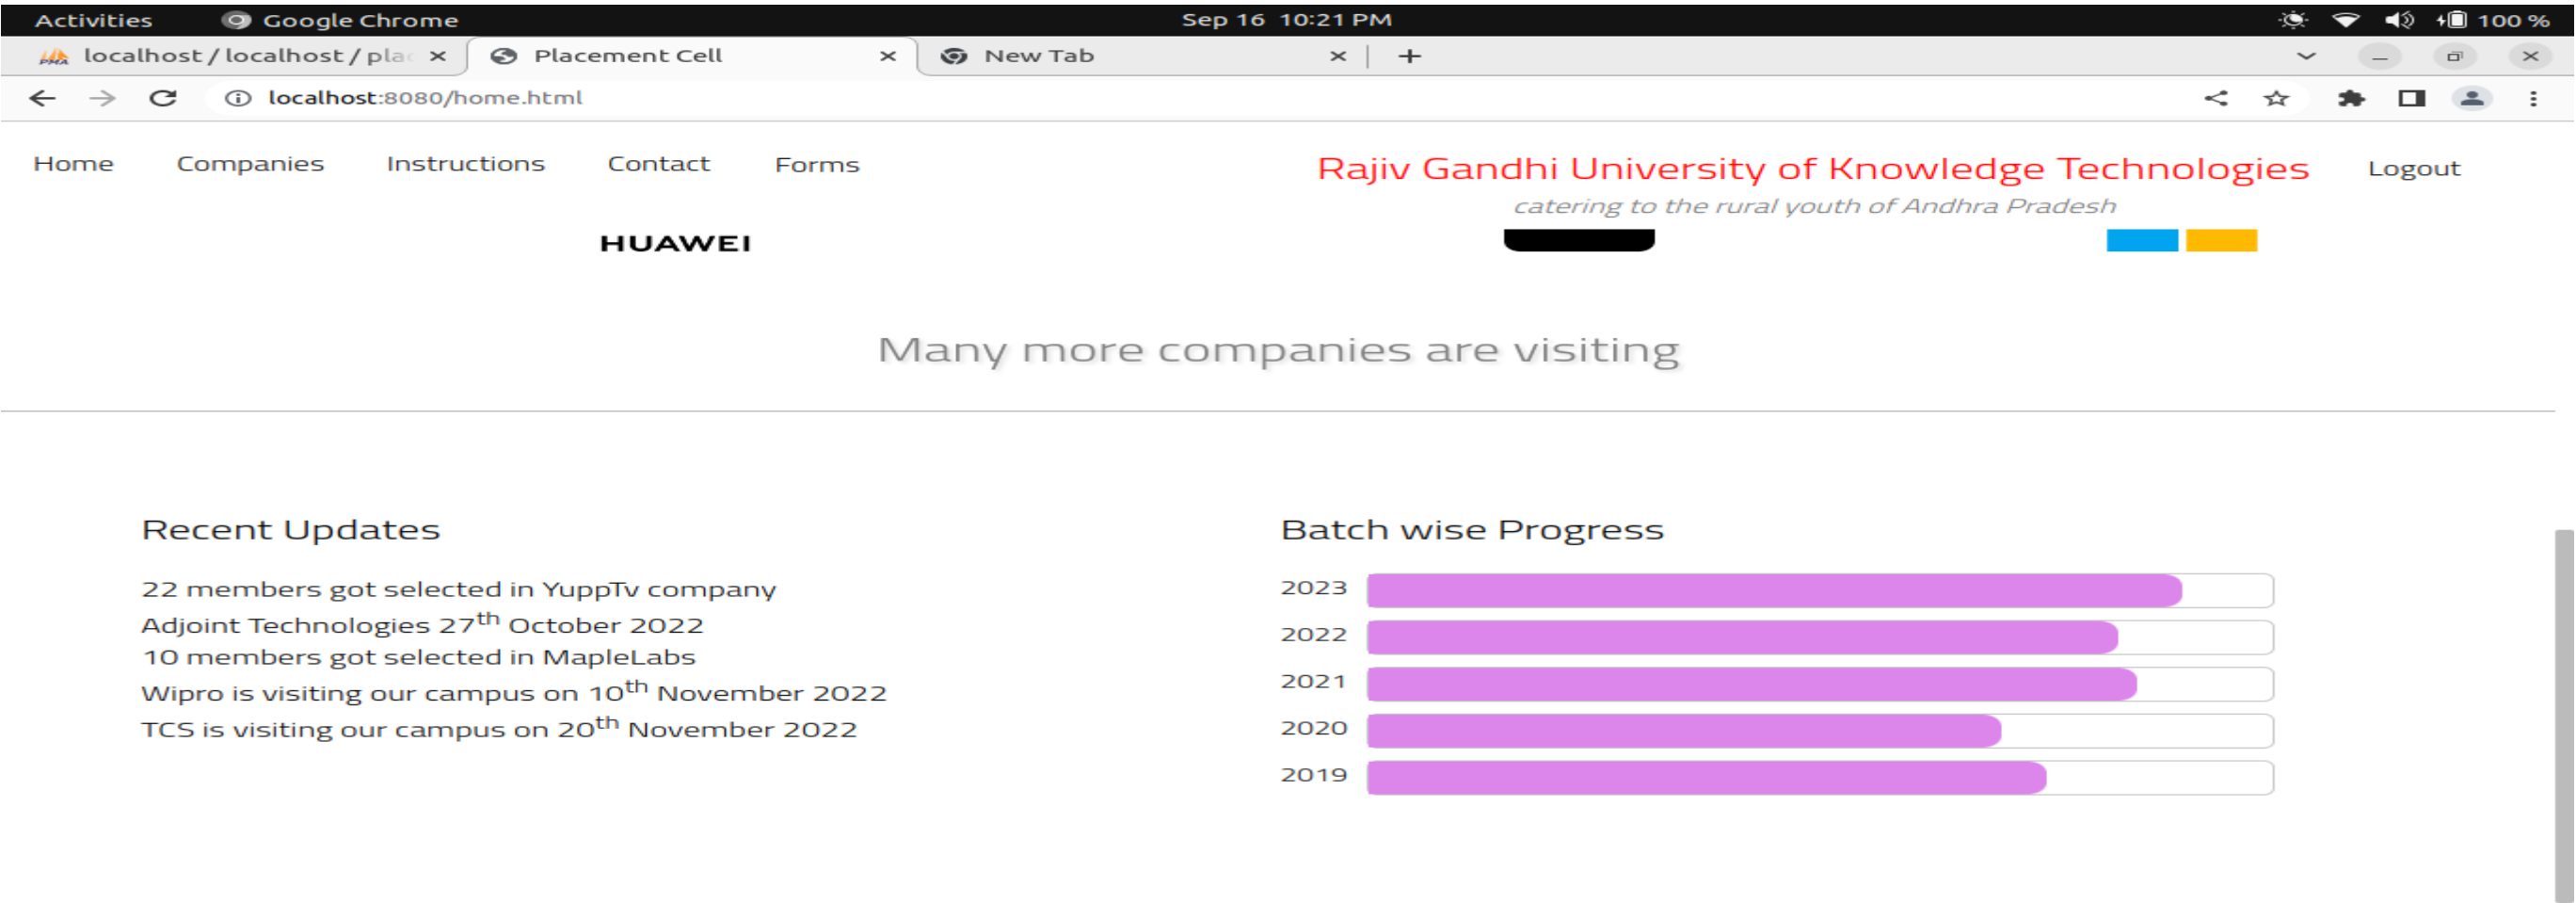 Activities Google Chrome Sep 16 10:21 PM 100 %
localhost / localhost / plac Placement Cell New Tab
localhost:8080/home.html
Home Companies Instructions Contact Forms Rajiv Gandhi University of Knowledge Technologies Logout
catering to the rural youth of Andhra Pradesh
HUAWEI
Many more companies are visiting
Recent Updates
22 members got selected in YuppTv company
Adjoint Technologies 27th October 2022
10 members got selected in MapleLabs
Wipro is visiting our campus on 10th November 2022
TCS is visiting our campus on 20th November 2022
Batch wise Progress
2023
2022
2021
2020
2019